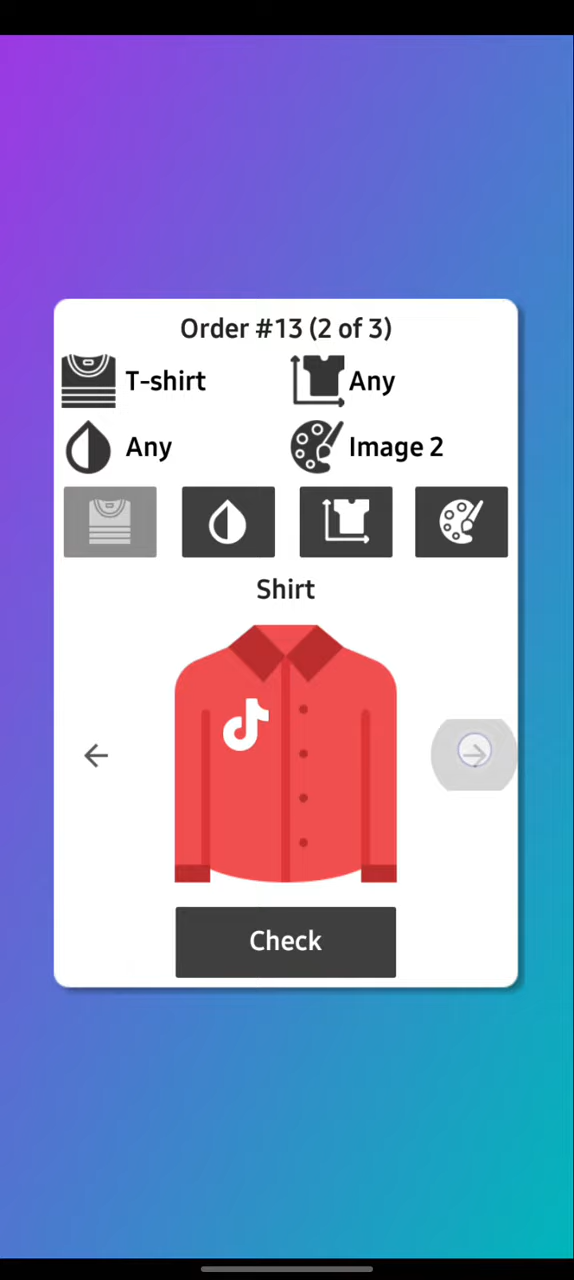 Order #13 (2 of 3)
T-shirt
Any
Any
Image 2
Shirt
Check